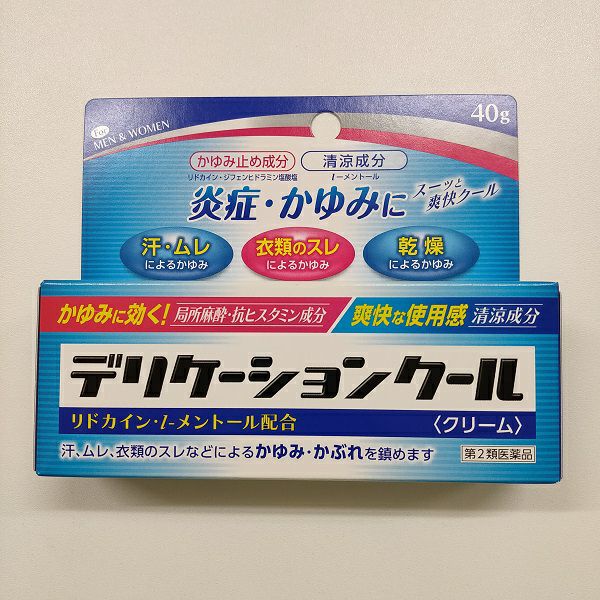 For MEN & WOMEN
40g
かゆみ止め成分 清涼成分
リドカイン・ジフェンヒドラミン塩酸塩 l-メントール
炎症・かゆみに スーッと爽快クール
汗・ムレによるかゆみ
衣類のスレによるかゆみ
乾燥によるかゆみ
かゆみに効く! 局所麻酔・抗ヒスタミン成分 爽快な使用感 清涼成分
デリケーションクール
リドカイン・l-メントール配合 〈クリーム〉
汗、ムレ、衣類のスレなどによるかゆみ・かぶれを鎮めます 第2類医薬品